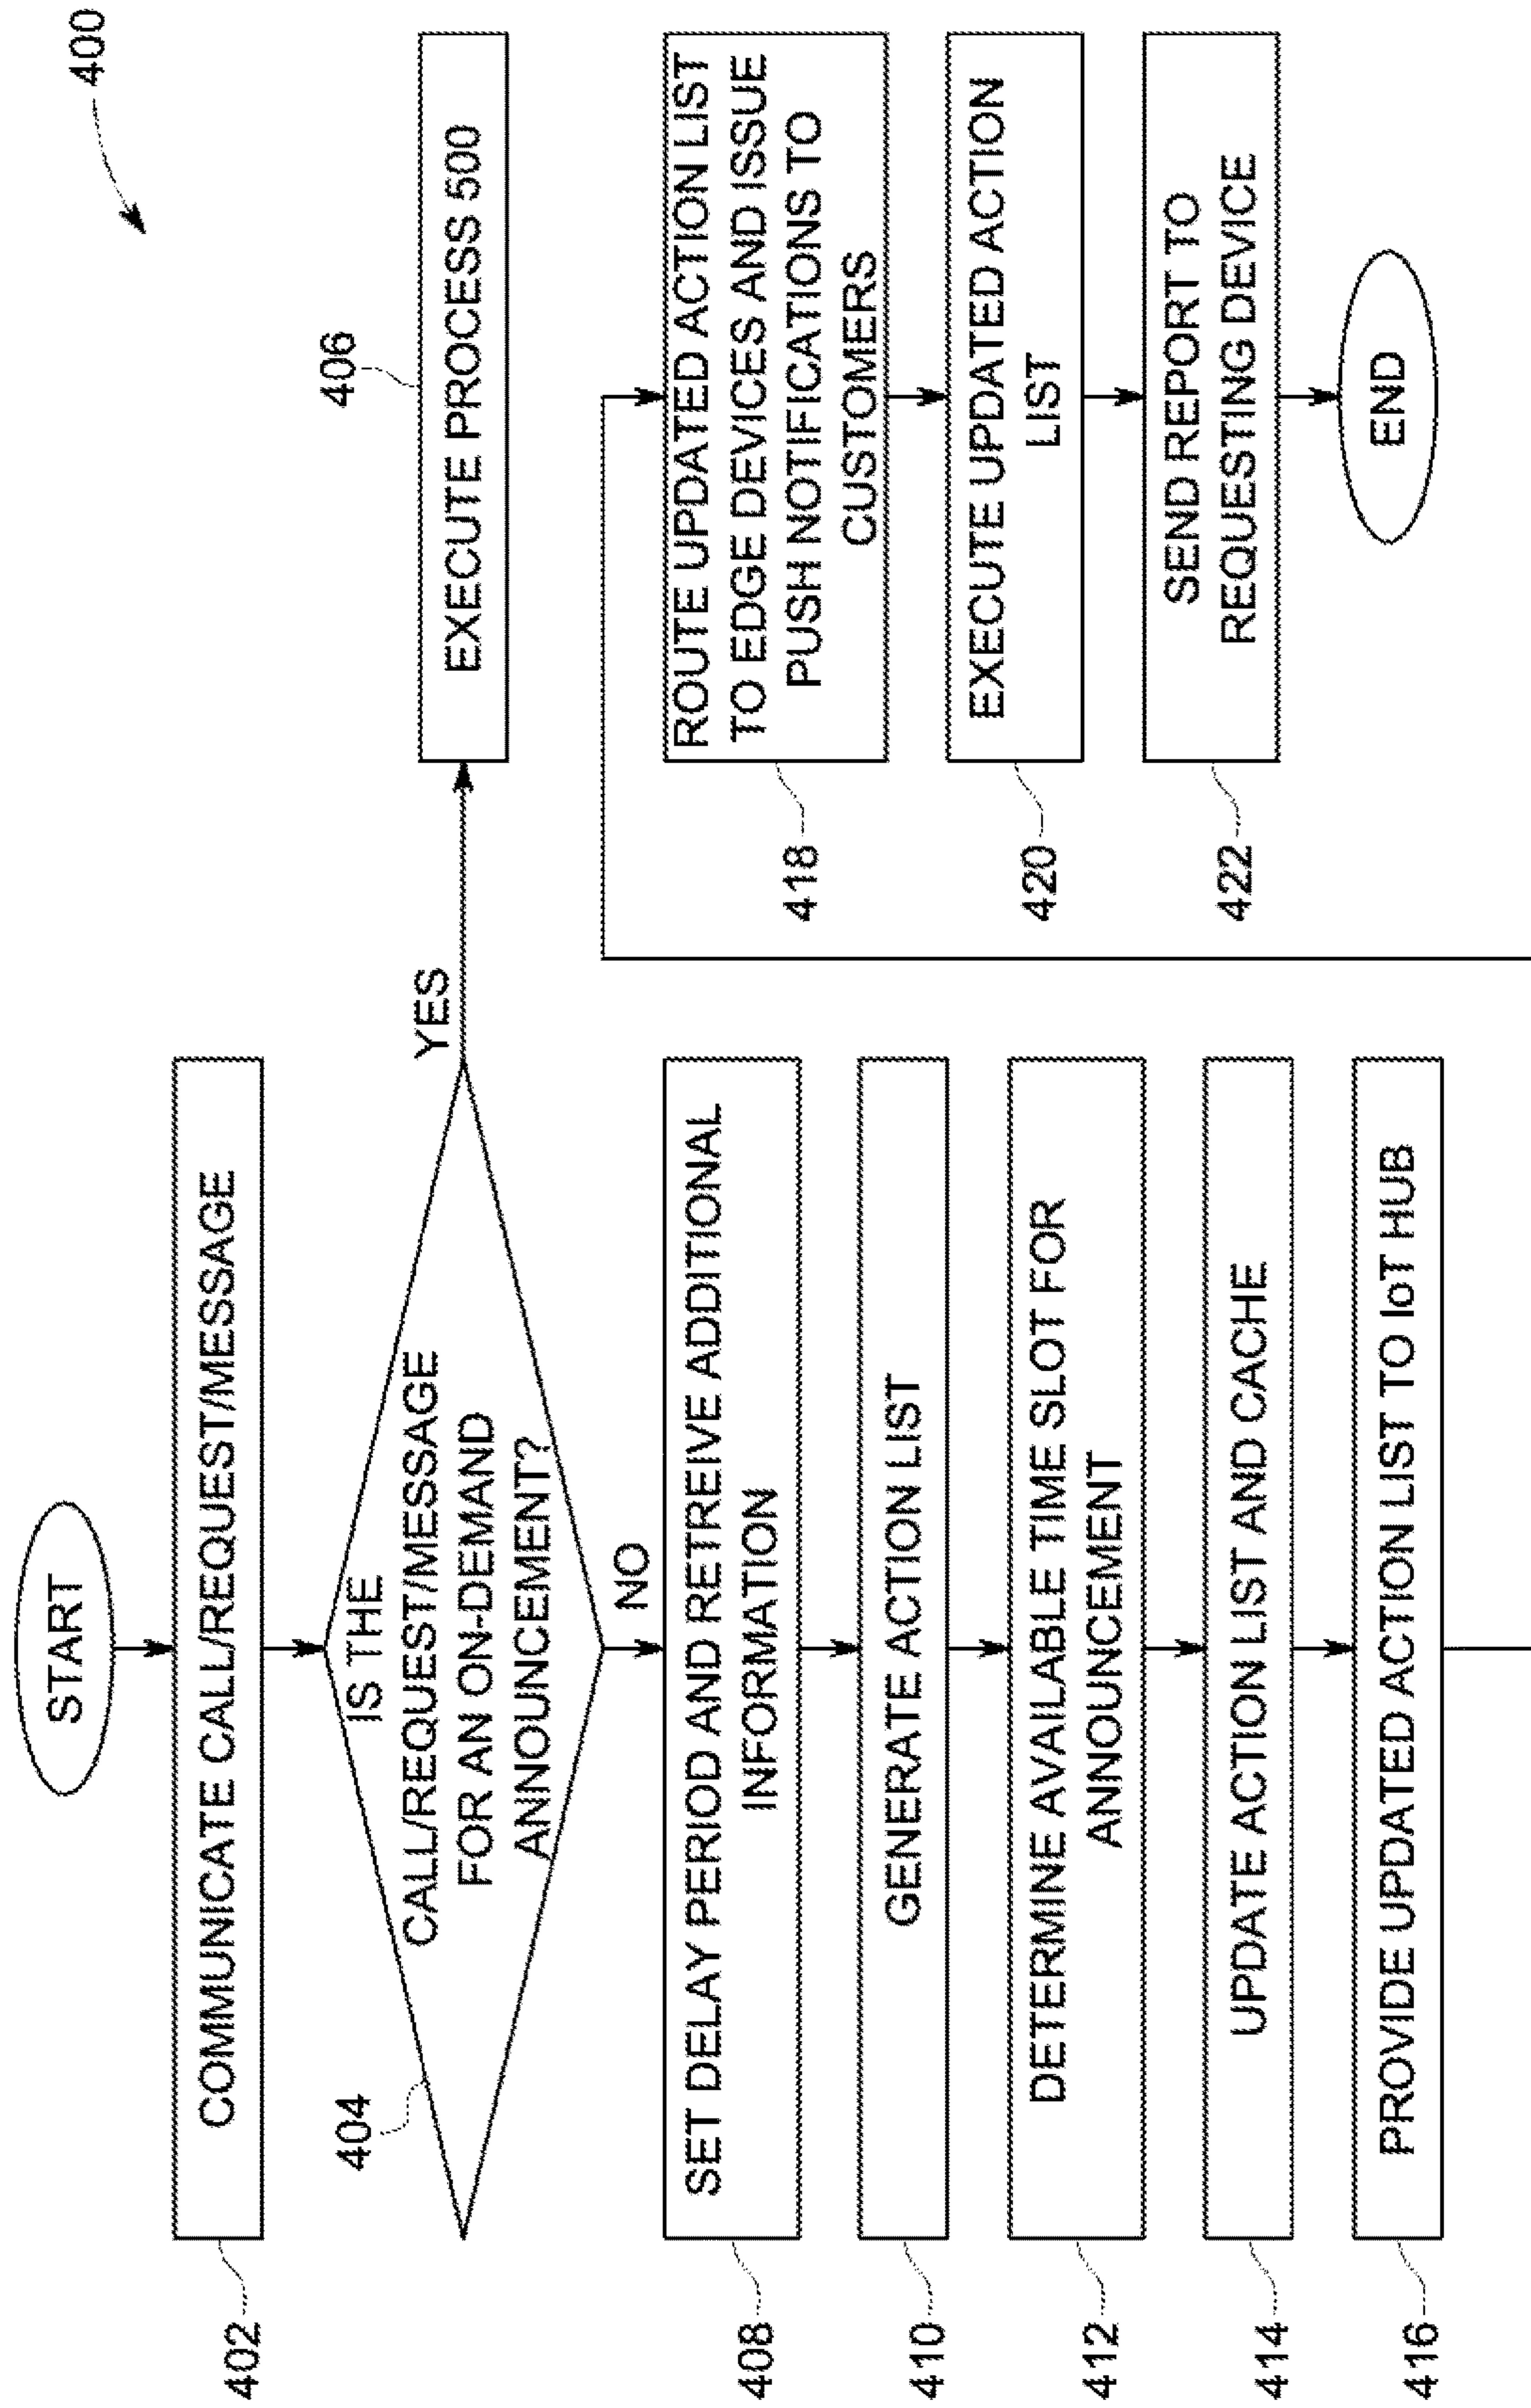 400
START
402
COMMUNICATE CALL/REQUEST/MESSAGE
404
IS THE
CALL/REQUEST/MESSAGE
FOR AN ON-DEMAND
ANNOUNCEMENT?
YES
406
EXECUTE PROCESS 500
NO
408
SET DELAY PERIOD AND RETREIVE ADDITIONAL
INFORMATION
410
GENERATE ACTION LIST
412
DETERMINE AVAILABLE TIME SLOT FOR
ANNOUNCEMENT
414
UPDATE ACTION LIST AND CACHE
416
PROVIDE UPDATED ACTION LIST TO IoT HUB
418
ROUTE UPDATED ACTION LIST
TO EDGE DEVICES AND ISSUE
PUSH NOTIFICATIONS TO
CUSTOMERS
420
EXECUTE UPDATED ACTION
LIST
422
SEND REPORT TO
REQUESTING DEVICE
END